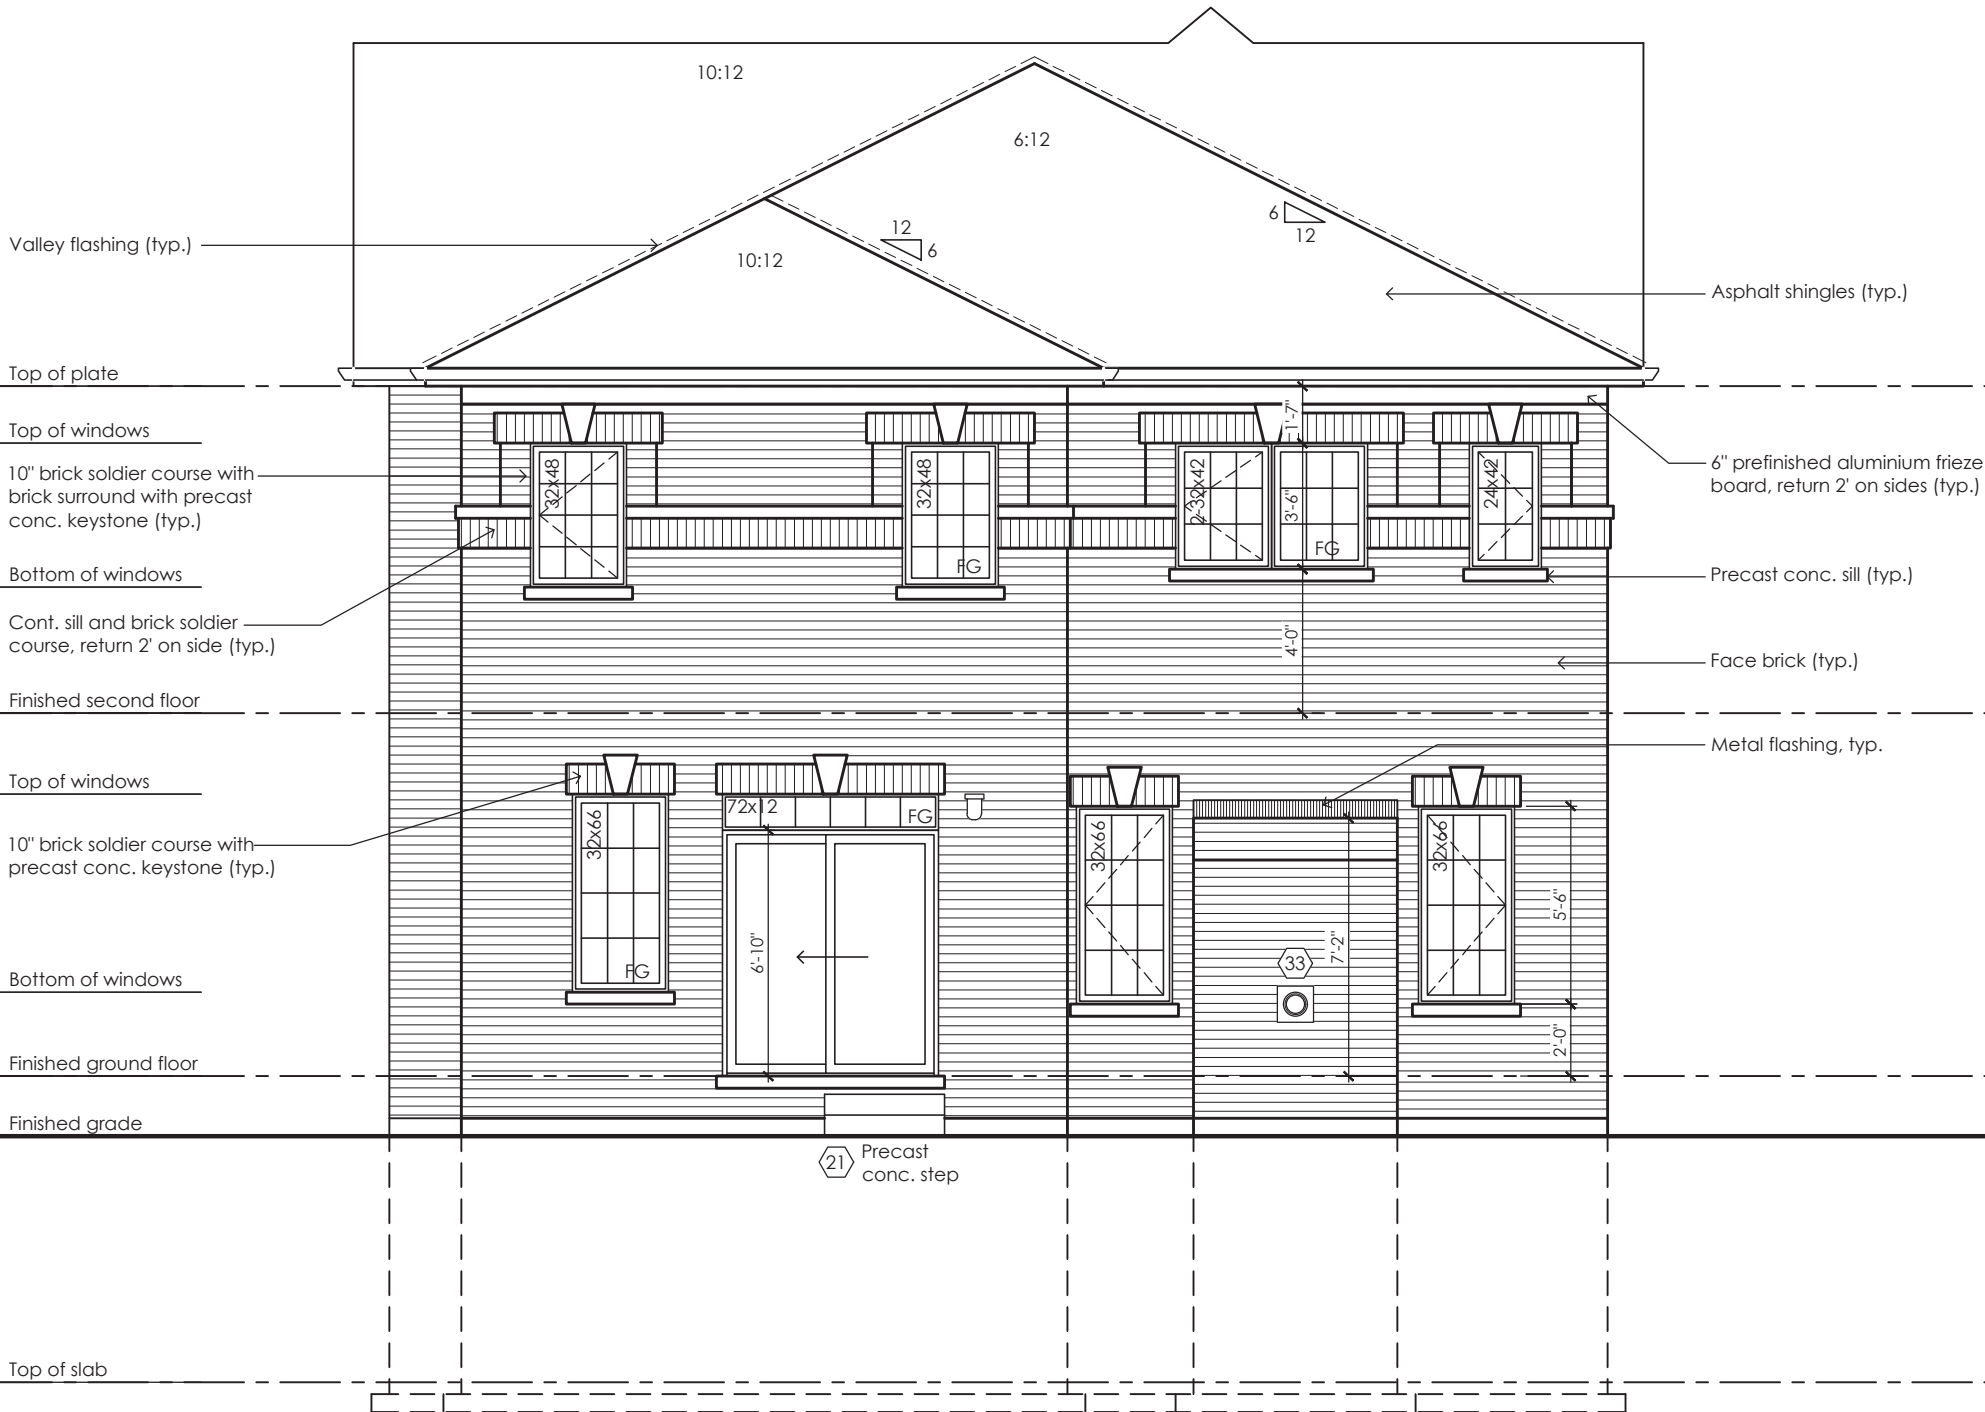 10:12
6:12
6
12
12
6
10:12
Valley flashing (typ.)
Asphalt shingles (typ.)
Top of plate
Top of windows
10" brick soldier course with
brick surround with precast
conc. keystone (typ.)
Bottom of windows
Cont. sill and brick soldier
course, return 2' on side (typ.)
Finished second floor
Top of windows
10" brick soldier course with
precast conc. keystone (typ.)
Bottom of windows
Finished ground floor
Finished grade
Top of slab
32x48
32x48
FG
2-32x42
FG
24x42
1'-7"
3'-6"
4'-0"
6" prefinished aluminium frieze
board, return 2' on sides (typ.)
Precast conc. sill (typ.)
Face brick (typ.)
Metal flashing, typ.
32x66
FG
72x12
FG
6'-10"
32x66
33
7'-2"
32x66
5'-6"
2'-0"
21
Precast
conc. step